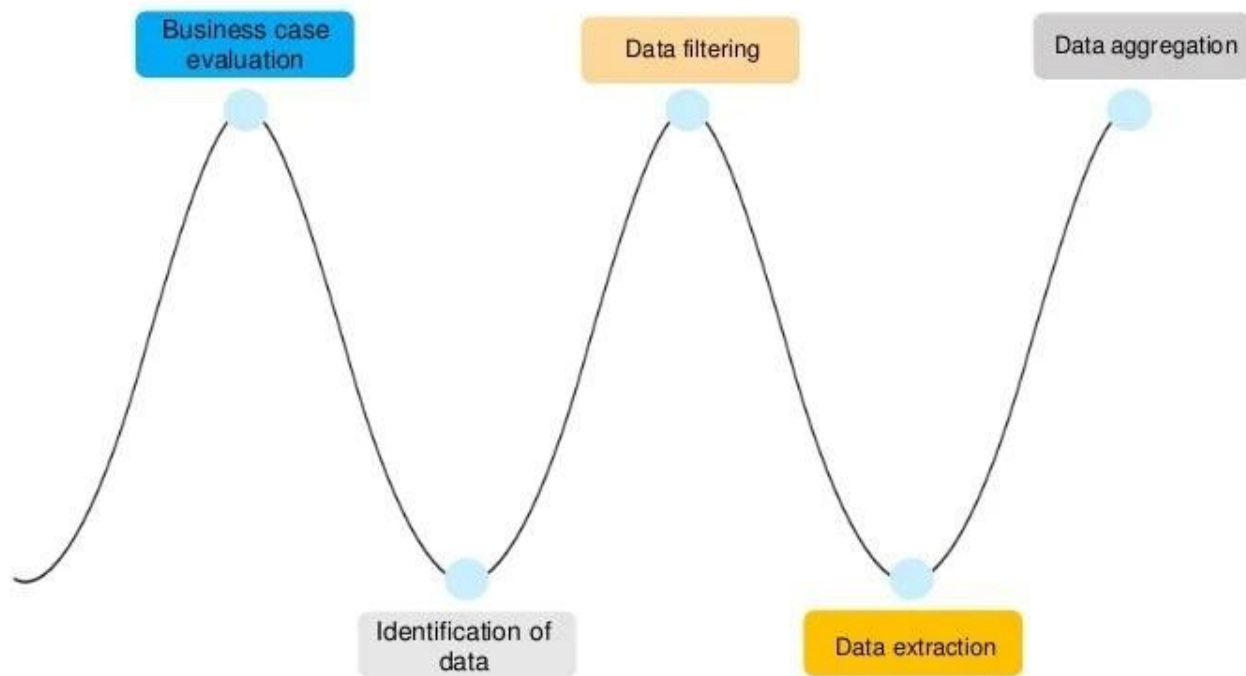 Business case
evaluation
Data filtering
Data aggregation
Identification of
data
Data extraction